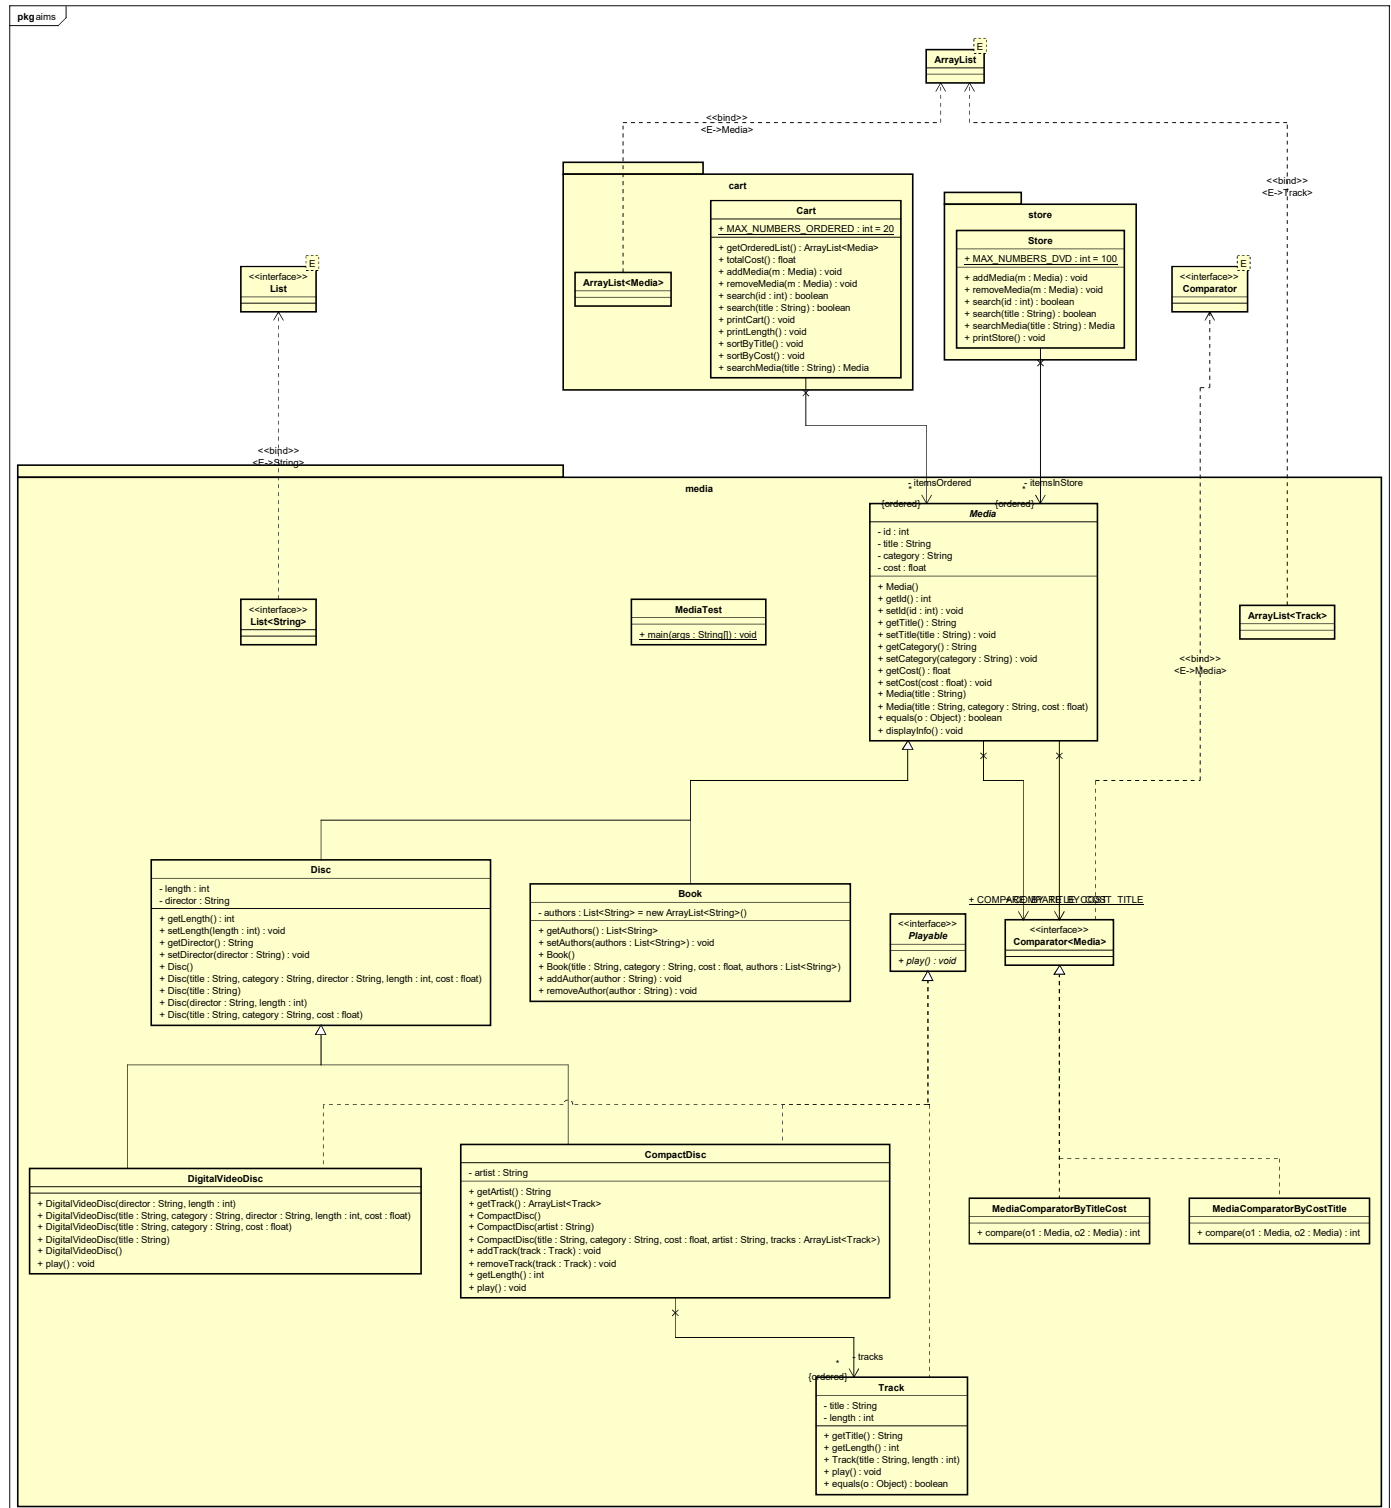 pkg aims
E
ArrayList
<<bind>>
<E->Media>
cart
Cart
+ MAX_NUMBERS_ORDERED : int = 20
+ getOrderedList() : ArrayList<Media>
+ totalCost() : float
+ addMedia(m : Media) : void
+ removeMedia(m : Media) : void
+ search(id : int) : boolean
+ search(title : String) : boolean
+ printCart() : void
+ printLength() : void
+ sortByTitle() : void
+ sortByCost() : void
+ searchMedia(title : String) : Media
ArrayList<Media>
<<bind>>
<E->Track>
store
Store
+ MAX_NUMBERS_DVD : int = 100
+ addMedia(m : Media) : void
+ removeMedia(m : Media) : void
+ search(id : int) : boolean
+ search(title : String) : boolean
+ searchMedia(title : String) : Media
+ printStore() : void
E
<<interface>>
List
E
<<interface>>
Comparator
<<bind>>
<E->String>
media
- itemsOrdered
*
{ordered}
- itemsInStore
*
{ordered}
Media
- id : int
- title : String
- category : String
- cost : float
+ Media()
+ getId() : int
+ setId(id : int) : void
+ getTitle() : String
+ setTitle(title : String) : void
+ getCategory() : String
+ setCategory(category : String) : void
+ getCost() : float
+ setCost(cost : float) : void
+ Media(title : String)
+ Media(title : String, category : String, cost : float)
+ equals(o : Object) : boolean
+ displayInfo() : void
<<interface>>
List<String>
MediaTest
+ main(args : String[]) : void
ArrayList<Track>
<<bind>>
<E->Media>
Disc
- length : int
- director : String
+ getLength() : int
+ setLength(length : int) : void
+ getDirector() : String
+ setDirector(director : String) : void
+ Disc()
+ Disc(title : String, category : String, director : String, length : int, cost : float)
+ Disc(title : String)
+ Disc(director : String, length : int)
+ Disc(title : String, category : String, cost : float)
Book
- authors : List<String> = new ArrayList<String>()
+ getAuthors() : List<String>
+ setAuthors(authors : List<String>) : void
+ Book()
+ Book(title : String, category : String, cost : float, authors : List<String>)
+ addAuthor(author : String) : void
+ removeAuthor(author : String) : void
<<interface>>
Playable
+ play() : void
<<interface>>
Comparator<Media>
DigitalVideoDisc
+ DigitalVideoDisc(director : String, length : int)
+ DigitalVideoDisc(title : String, category : String, director : String, length : int, cost : float)
+ DigitalVideoDisc(title : String, category : String, cost : float)
+ DigitalVideoDisc(title : String)
+ DigitalVideoDisc()
+ play() : void
CompactDisc
- artist : String
+ getArtist() : String
+ getTrack() : ArrayList<Track>
+ CompactDisc()
+ CompactDisc(artist : String)
+ CompactDisc(title : String, category : String, cost : float, artist : String, tracks : ArrayList<Track>)
+ addTrack(track : Track) : void
+ removeTrack(track : Track) : void
+ getLength() : int
+ play() : void
MediaComparatorByTitleCost
+ compare(o1 : Media, o2 : Media) : int
MediaComparatorByCostTitle
+ compare(o1 : Media, o2 : Media) : int
- tracks
*
{ordered}
Track
- title : String
- length : int
+ getTitle() : String
+ getLength() : int
+ Track(title : String, length : int)
+ play() : void
+ equals(o : Object) : boolean